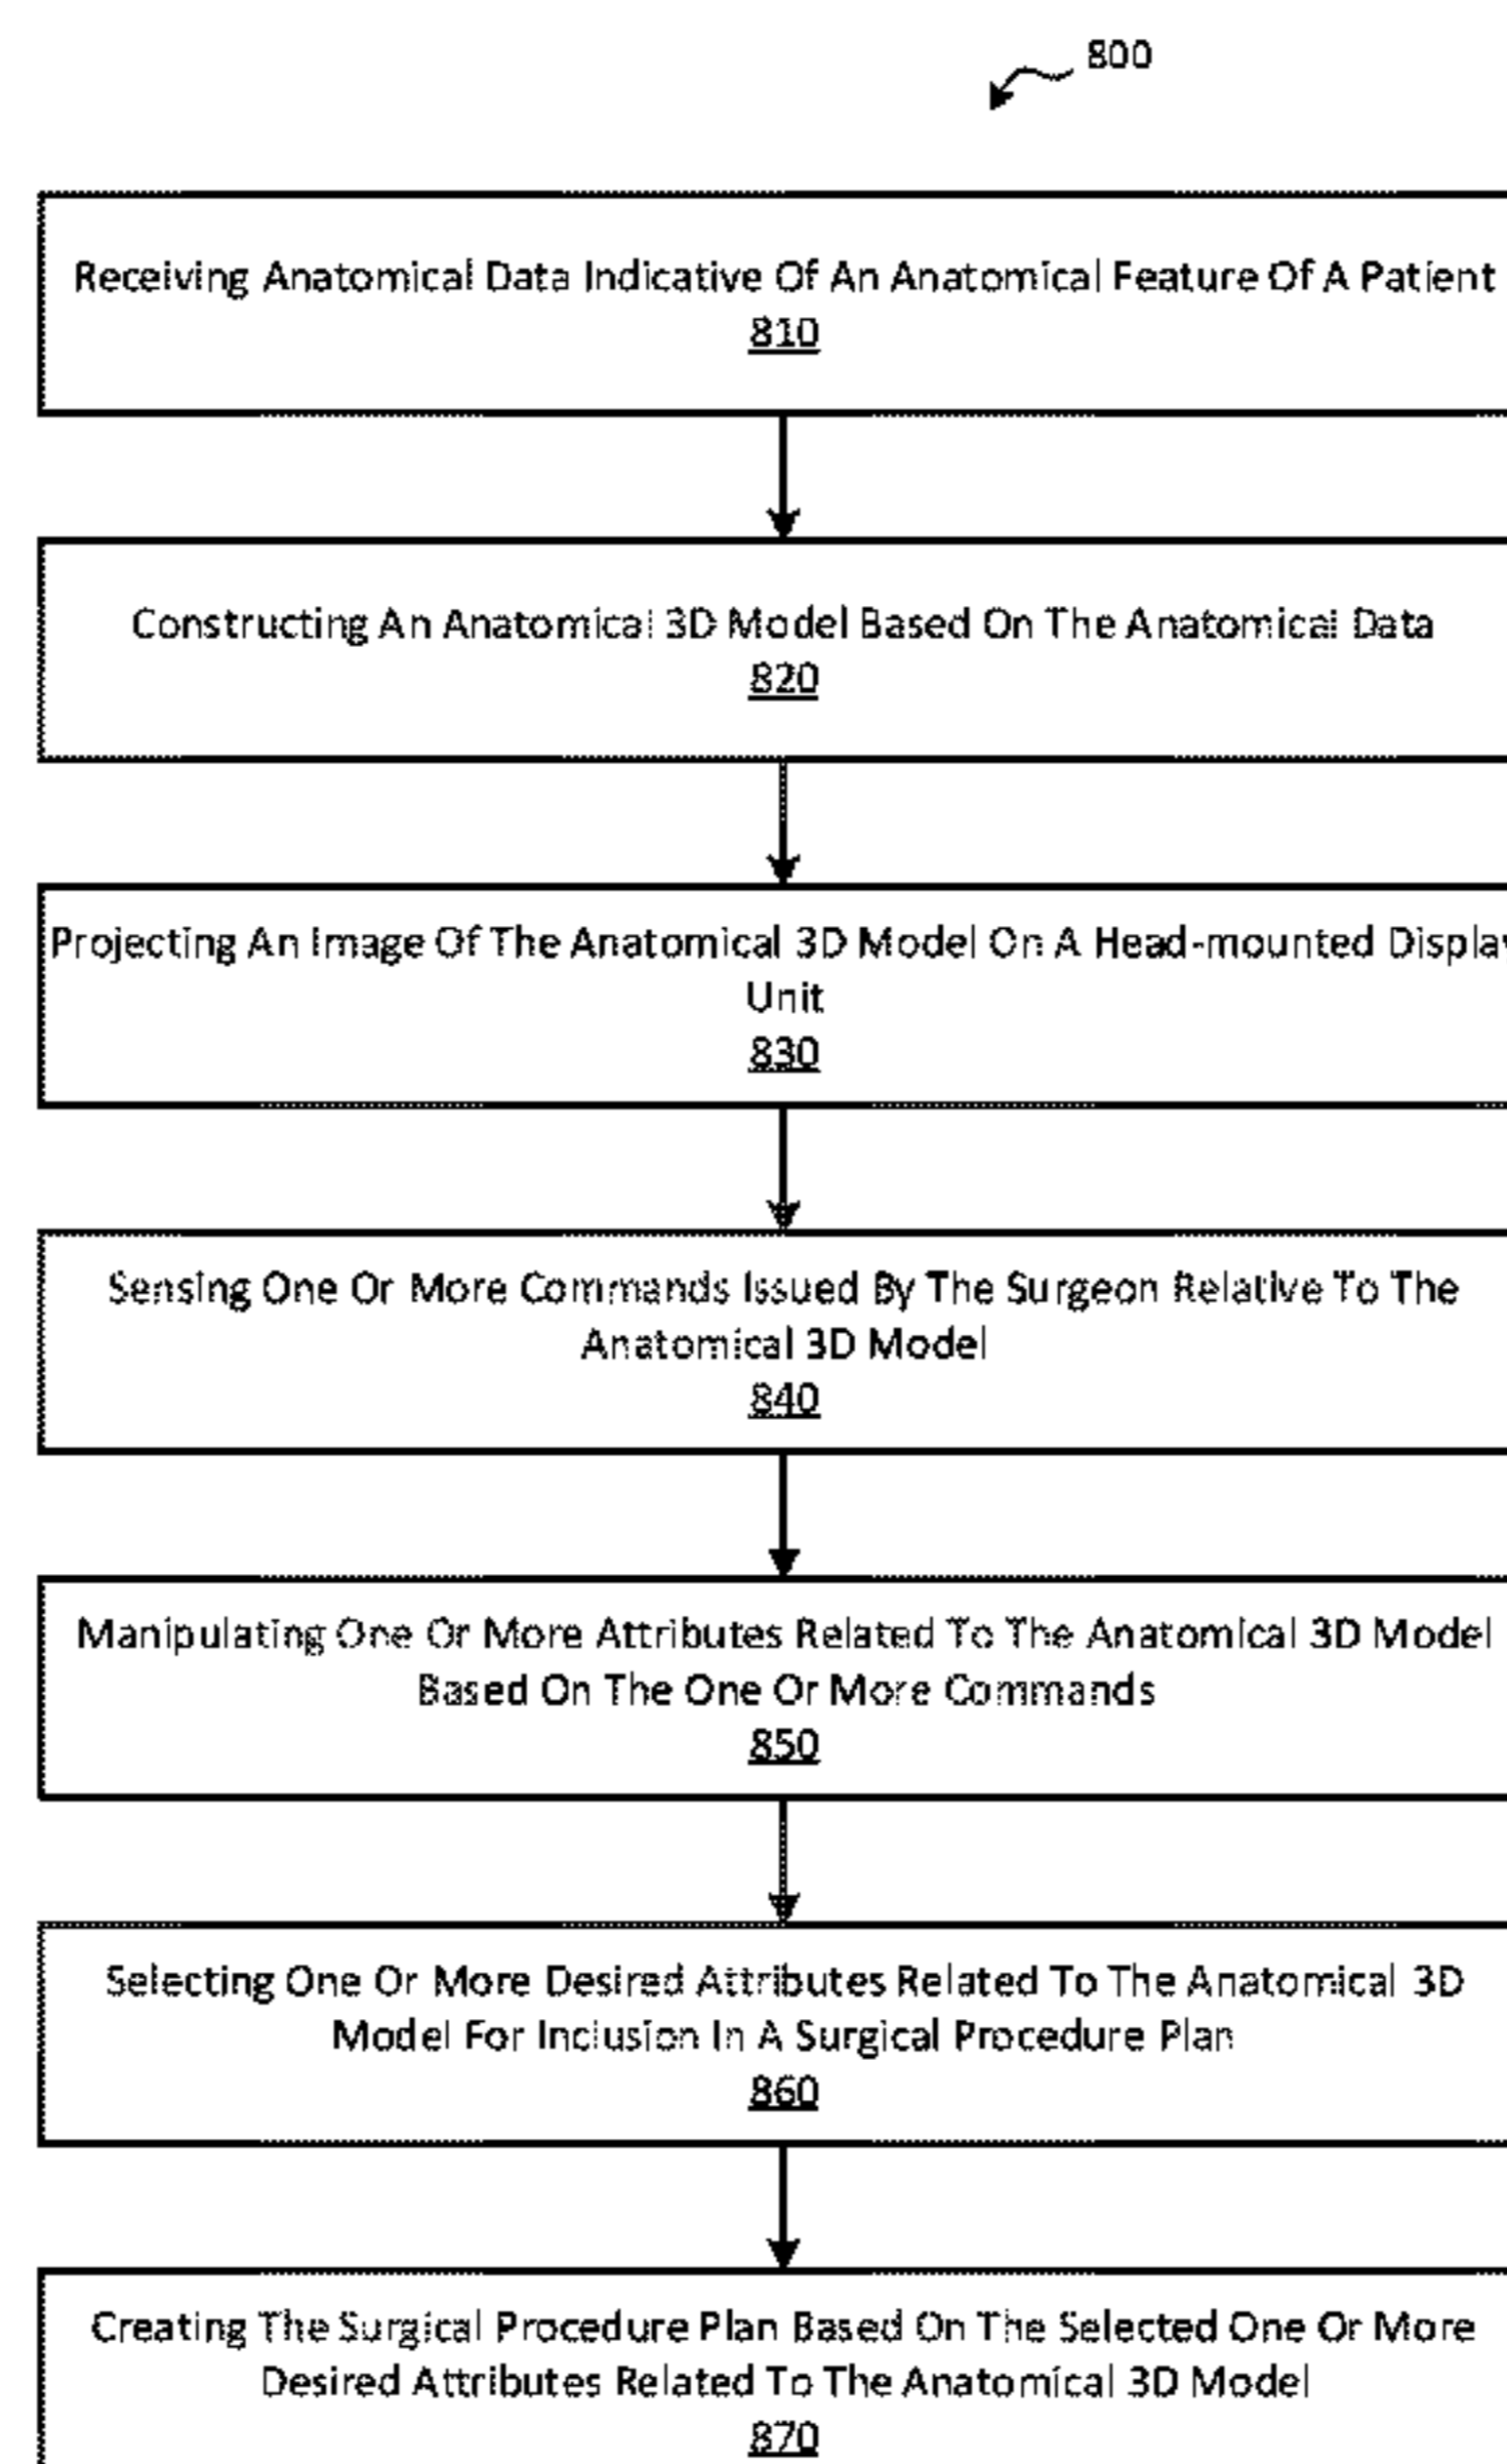 800
Receiving Anatomical Data Indicative Of An Anatomical Feature Of A Patient
810
Constructing An Anatomical 3D Model Based On The Anatomical Data
820
Projecting An Image Of The Anatomical 3D Model On A Head-mounted Display
Unit
830
Sensing One Or More Commands Issued By The Surgeon Relative To The
Anatomical 3D Model
840
Manipulating One Or More Attributes Related To The Anatomical 3D Model
Based On The One Or More Commands
850
Selecting One Or More Desired Attributes Related To The Anatomical 3D
Model For Inclusion In A Surgical Procedure Plan
860
Creating The Surgical Procedure Plan Based On The Selected One Or More
Desired Attributes Related To The Anatomical 3D Model
870